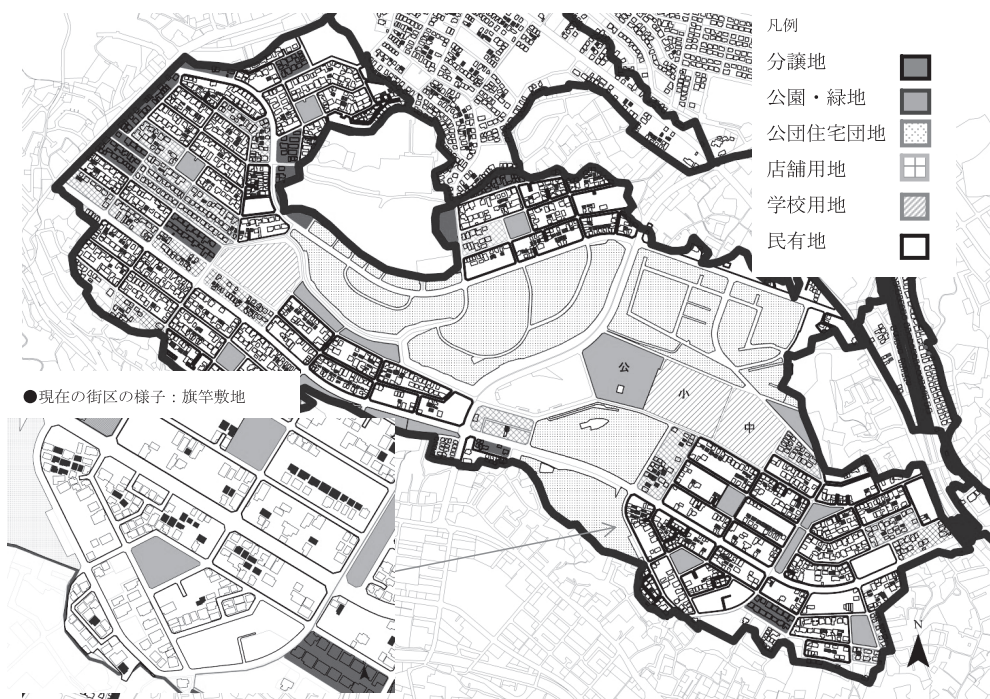 凡例
分譲地
公園・緑地
公団住宅団地
店舗用地
学校用地
民有地
公
小
中
●現在の街区の様子：旗竿敷地
N